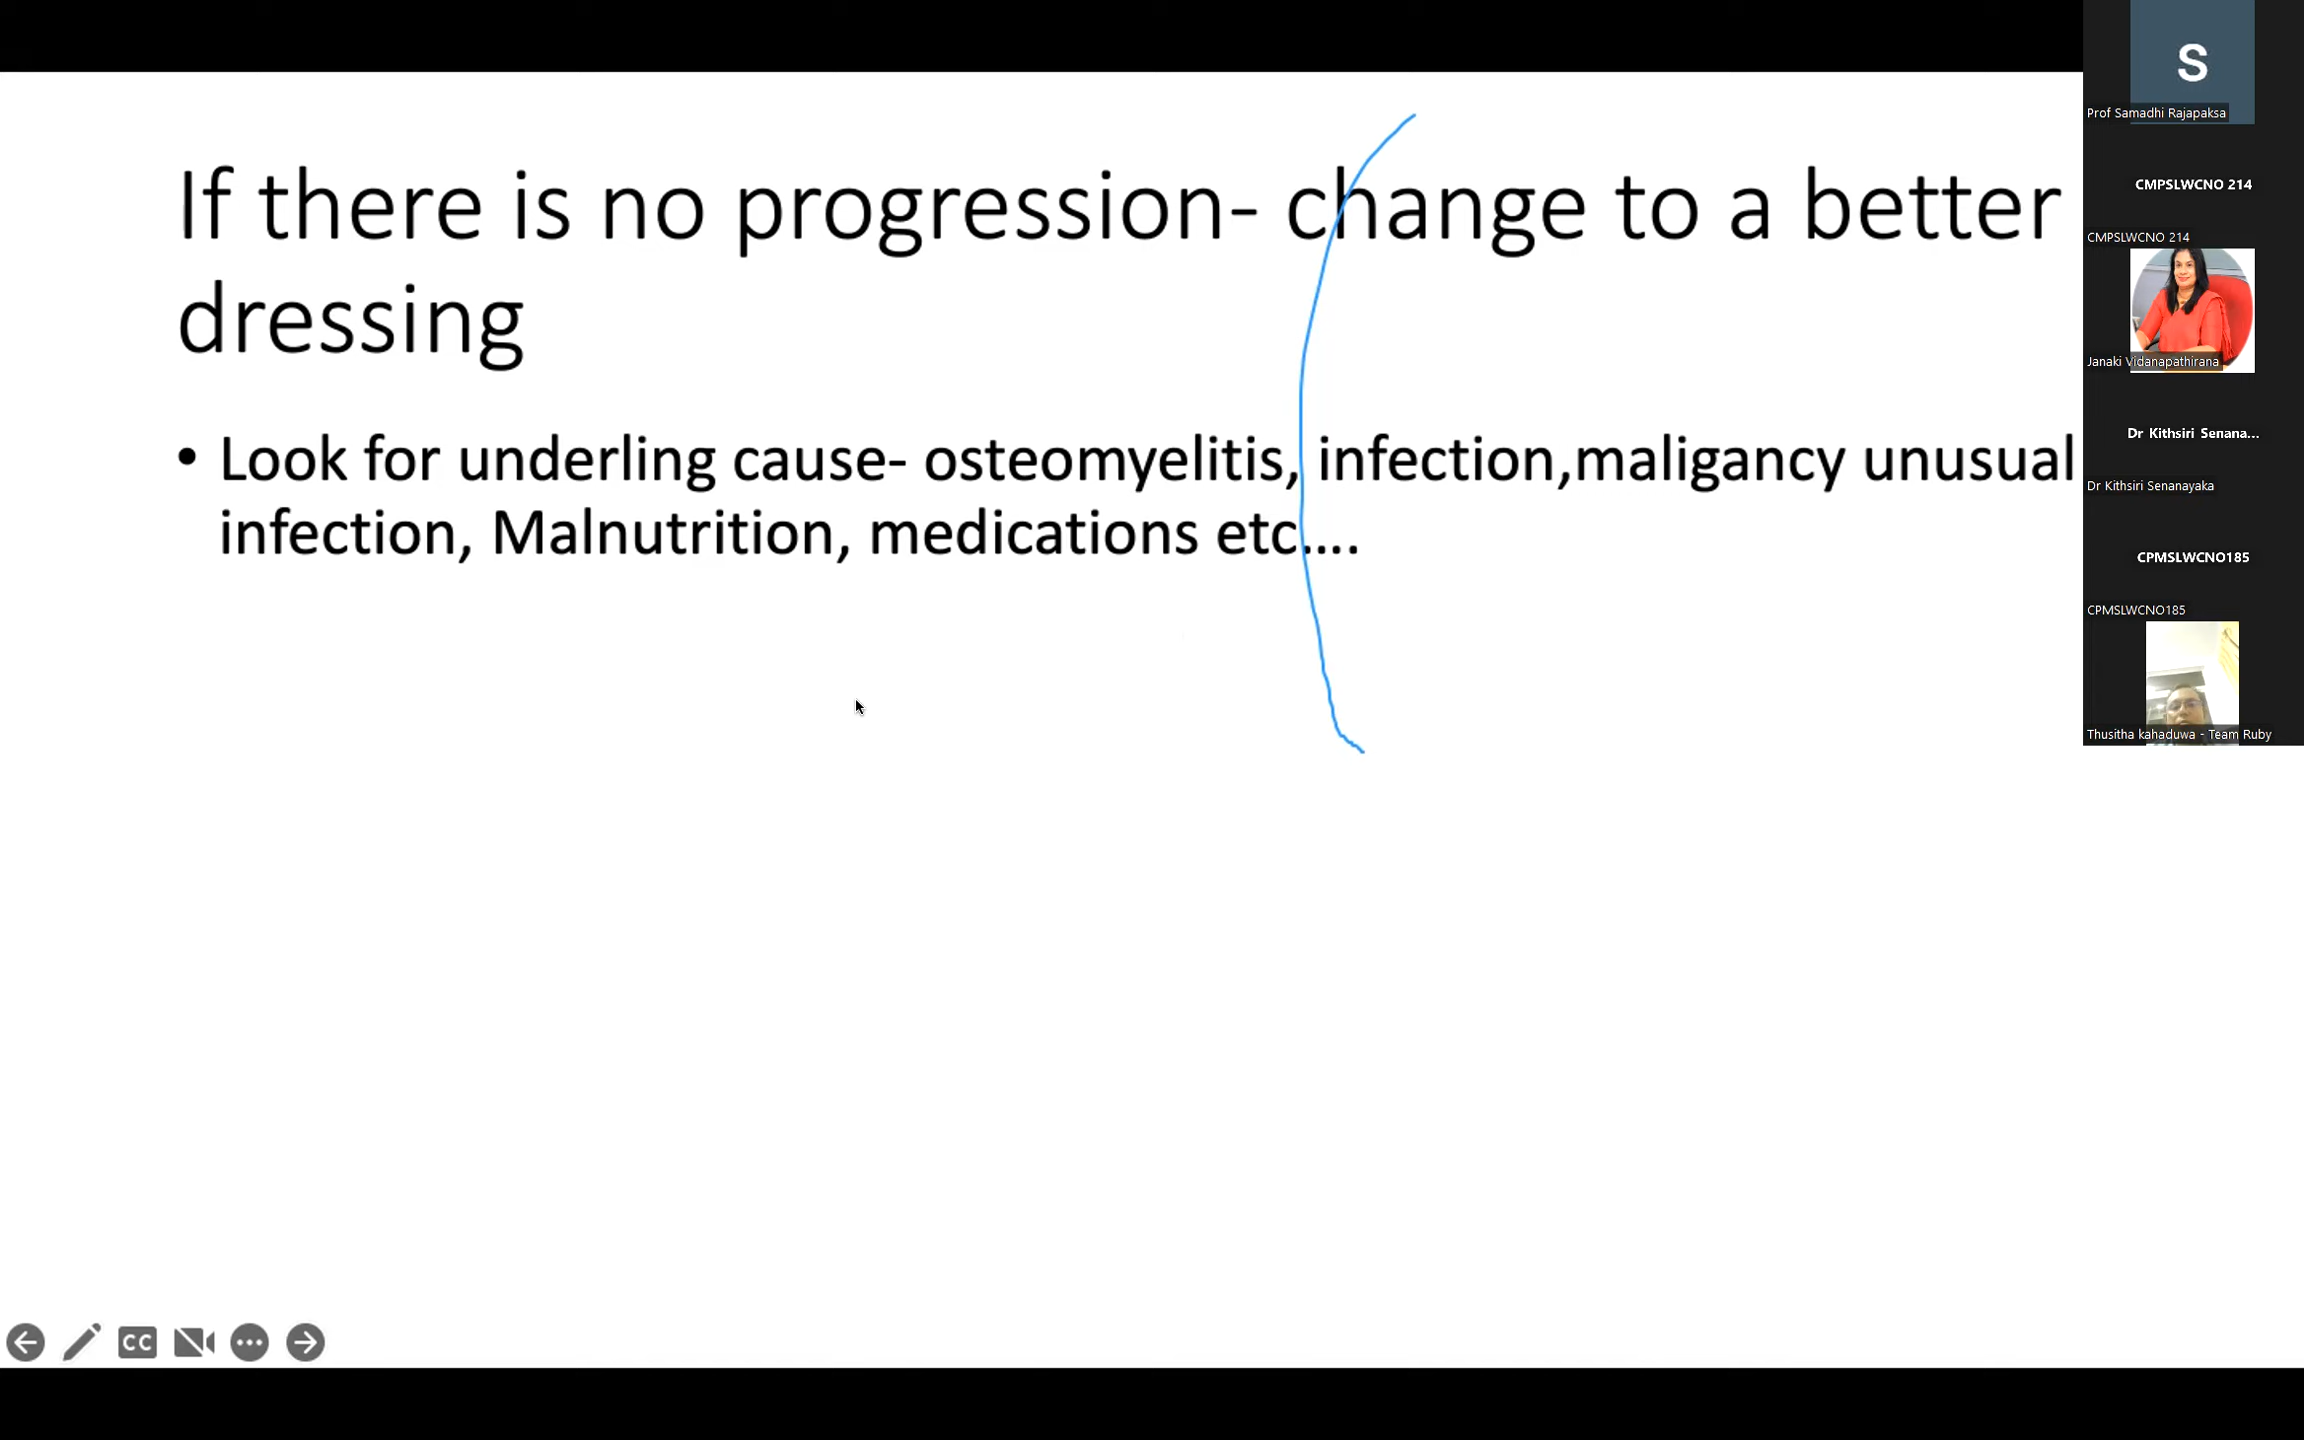 If there is no progression- change to a better
dressing
• Look for underling cause- osteomyelitis, infection,maligancy unusual
infection, Malnutrition, medications etc....
S
Prof Samadhi Rajapaksa
CMPSLWCNO 214
CMPSLWCNO 214
Janaki Vidanapathirana
Dr Kithsiri Senana...
Dr Kithsiri Senanayaka
CPMSLWCNO185
CPMSLWCNO185
Thusitha kahaduwa - Team Ruby
CC